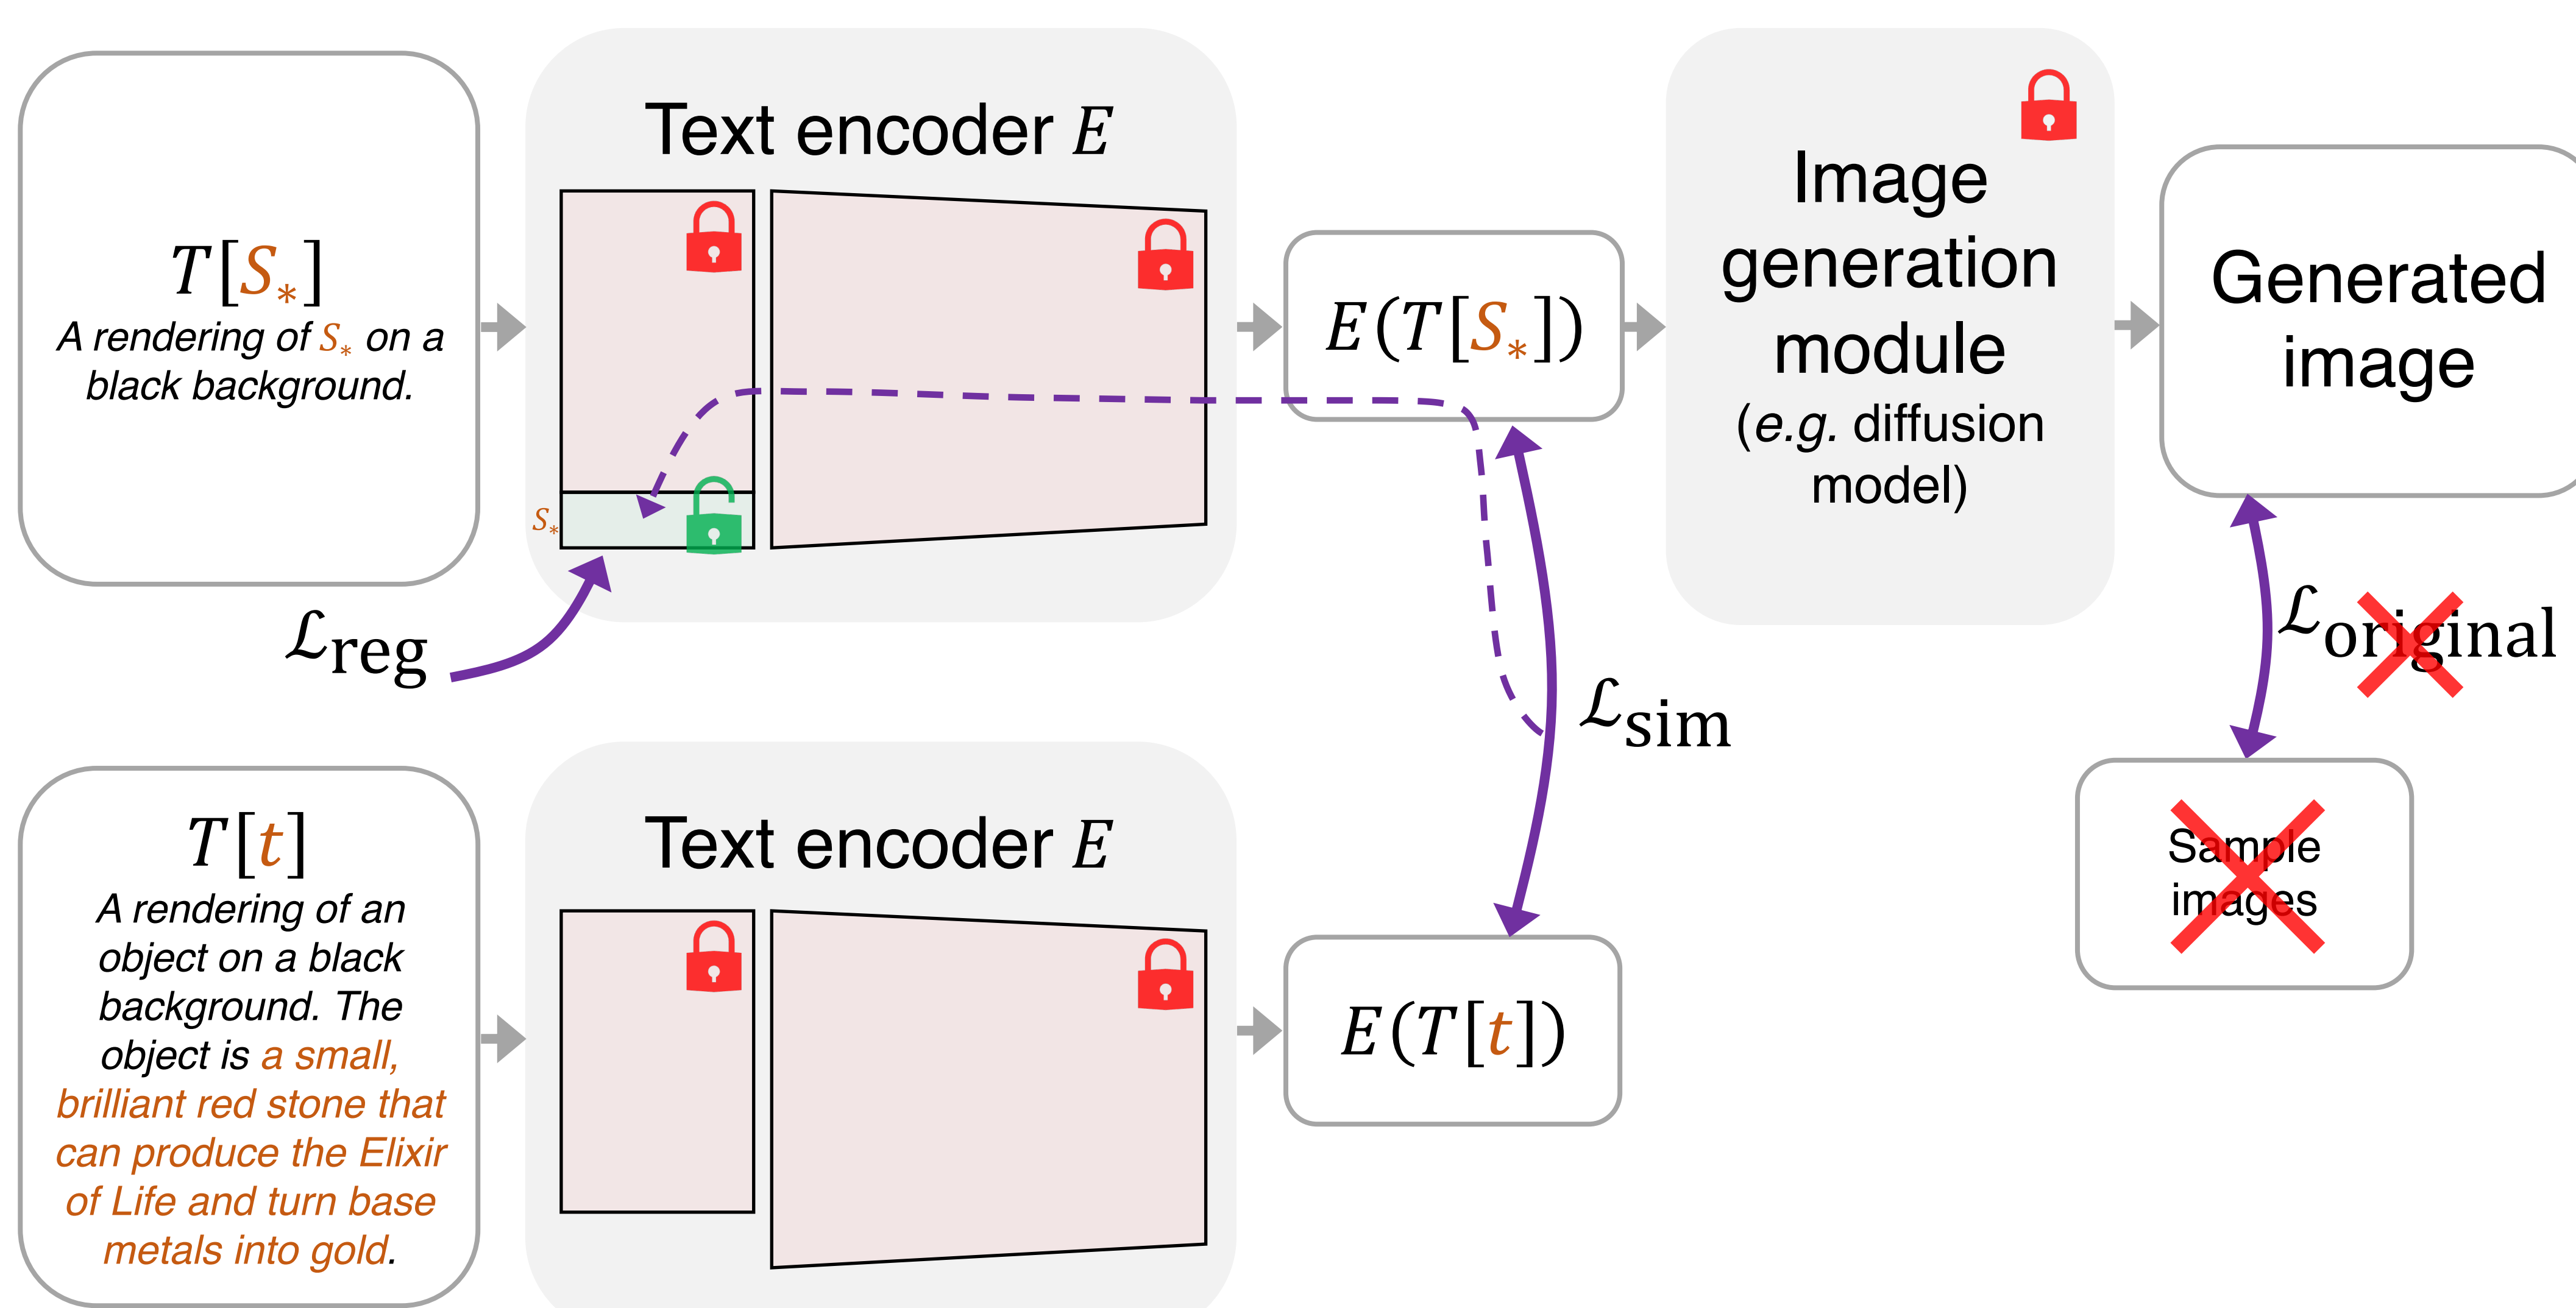 T[S*]
A rendering of S* on a
black background.
Text encoder E
S*
E(T[S*])
Image
generation
module
(e.g. diffusion
model)
Generated
image
ℒreg
ℒsim
ℒoriginal
T[t]
A rendering of an
object on a black
background. The
object is a small,
brilliant red stone that
can produce the Elixir
of Life and turn base
metals into gold.
Text encoder E
E(T[t])
Sample
images